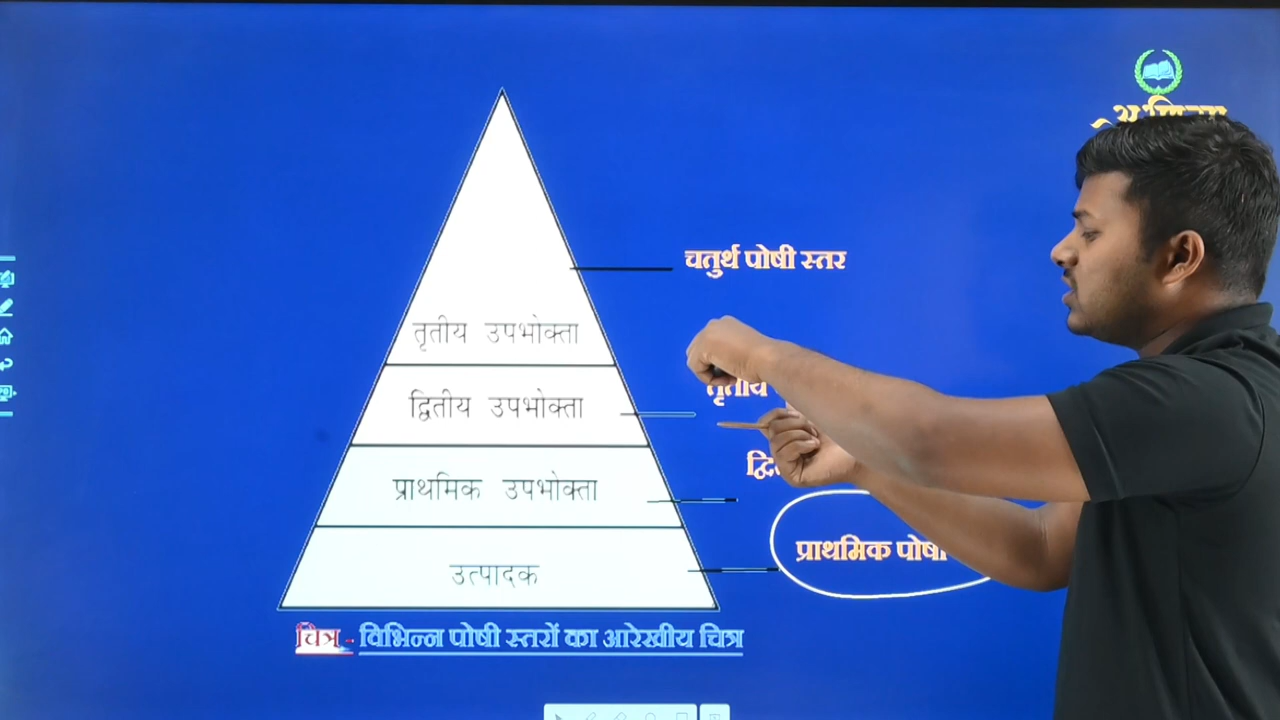 चतुर्थ पोषी स्तर
तृतीय उपभोक्ता
तृतीय
द्वितीय उपभोक्ता
प्राथमिक उपभोक्ता
प्राथमिक
उत्पादक
चित्र - विभिन्न पोषी स्तरों का आरेखीय चित्र